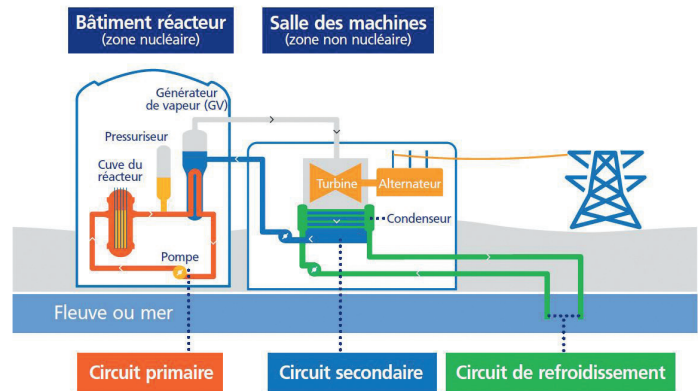 Bâtiment réacteur
(zone nucléaire)
Salle des machines
(zone non nucléaire)
Générateur
de vapeur (GV)
Pressuriseur
Cuve du
réacteur
Turbine
Alternateur
Condenseur
Pompe
Fleuve ou mer
Circuit primaire
Circuit secondaire
Circuit de refroidissement